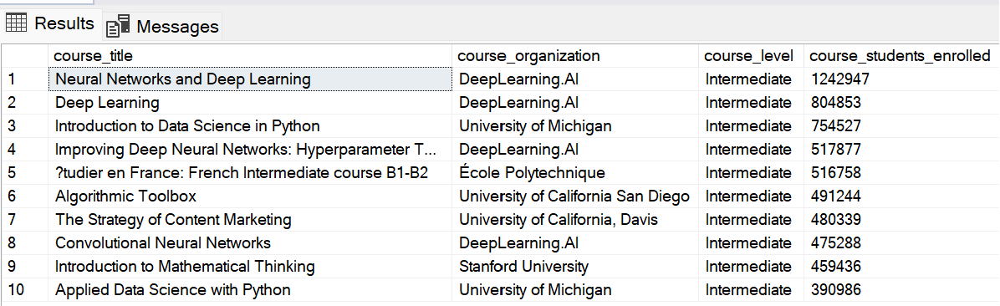 Results Messages
course_title course_organization course_level course_students_enrolled
1 Neural Networks and Deep Learning DeepLearning.AI Intermediate 1242947
2 Deep Learning DeepLearning.AI Intermediate 804853
3 Introduction to Data Science in Python University of Michigan Intermediate 754527
4 Improving Deep Neural Networks: Hyperparameter T... DeepLearning.AI Intermediate 517877
5 ?tudier en France: French Intermediate course B1-B2 École Polytechnique Intermediate 516758
6 Algorithmic Toolbox University of California San Diego Intermediate 491244
7 The Strategy of Content Marketing University of California, Davis Intermediate 480339
8 Convolutional Neural Networks DeepLearning.AI Intermediate 475288
9 Introduction to Mathematical Thinking Stanford University Intermediate 459436
10 Applied Data Science with Python University of Michigan Intermediate 390986